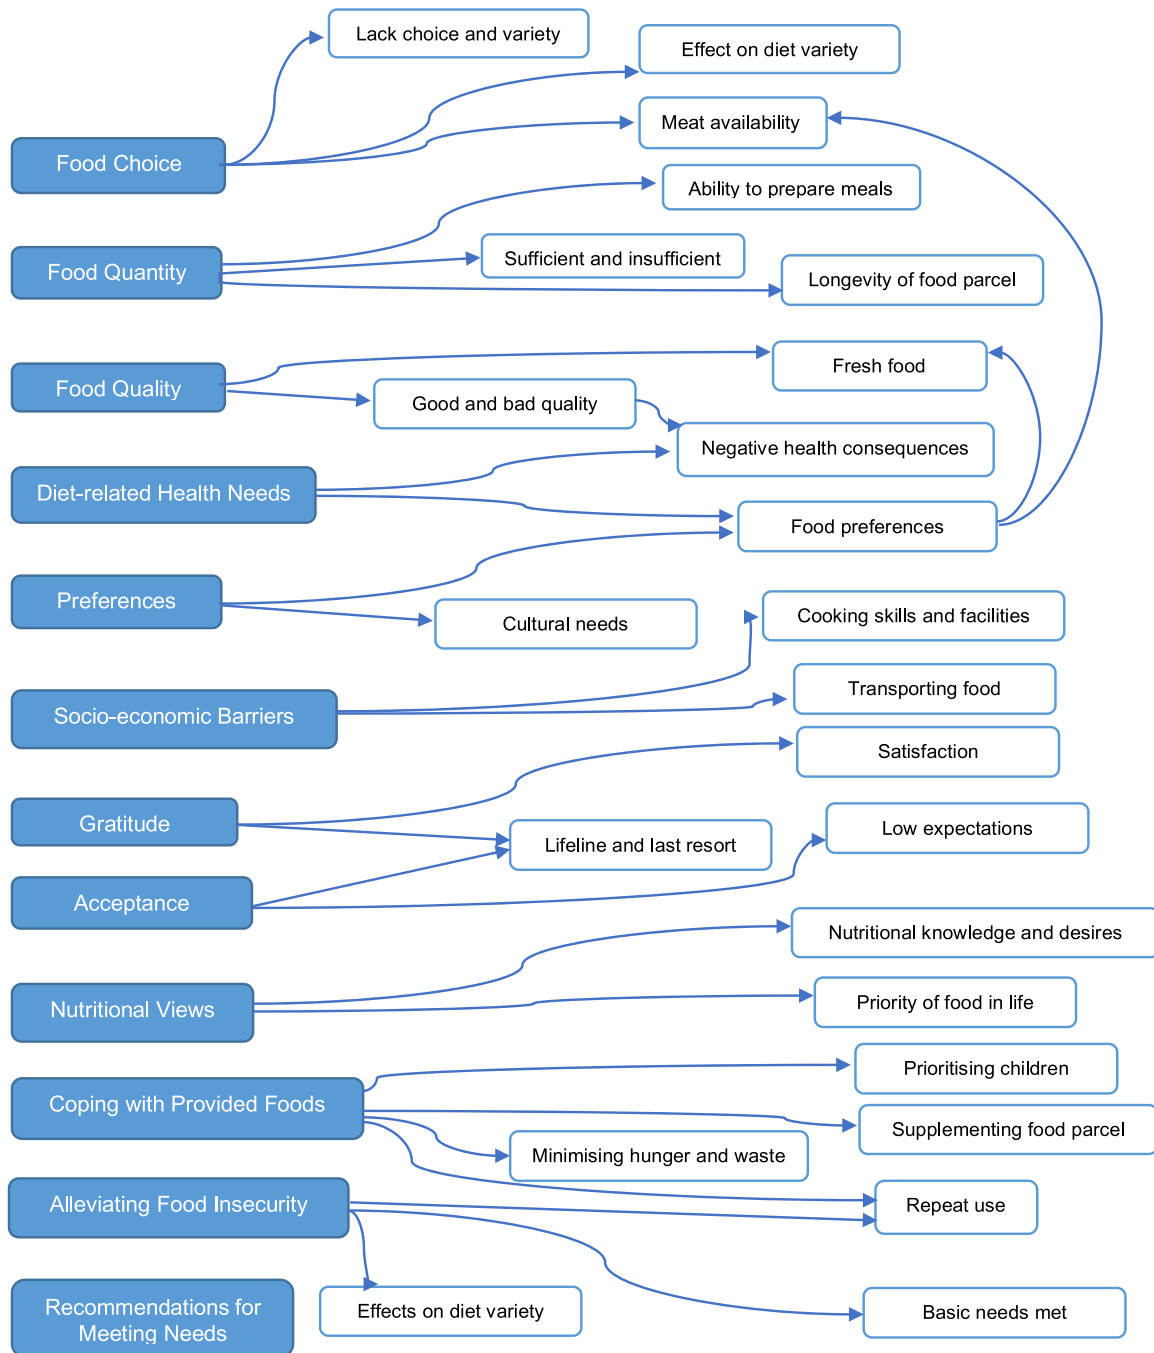 Lack choice and variety
Effect on diet variety
Meat availability
Food Choice
Ability to prepare meals
Food Quantity
Sufficient and insufficient
Longevity of food parcel
Fresh food
Food Quality
Good and bad quality
Negative health consequences
Diet-related Health Needs
Food preferences
Preferences
Cultural needs
Cooking skills and facilities
Socio-economic Barriers
Transporting food
Satisfaction
Gratitude
Lifeline and last resort
Low expectations
Acceptance
Nutritional knowledge and desires
Nutritional Views
Priority of food in life
Prioritising children
Coping with Provided Foods
Supplementing food parcel
Minimising hunger and waste
Alleviating Food Insecurity
Repeat use
Recommendations for
Meeting Needs
Effects on diet variety
Basic needs met